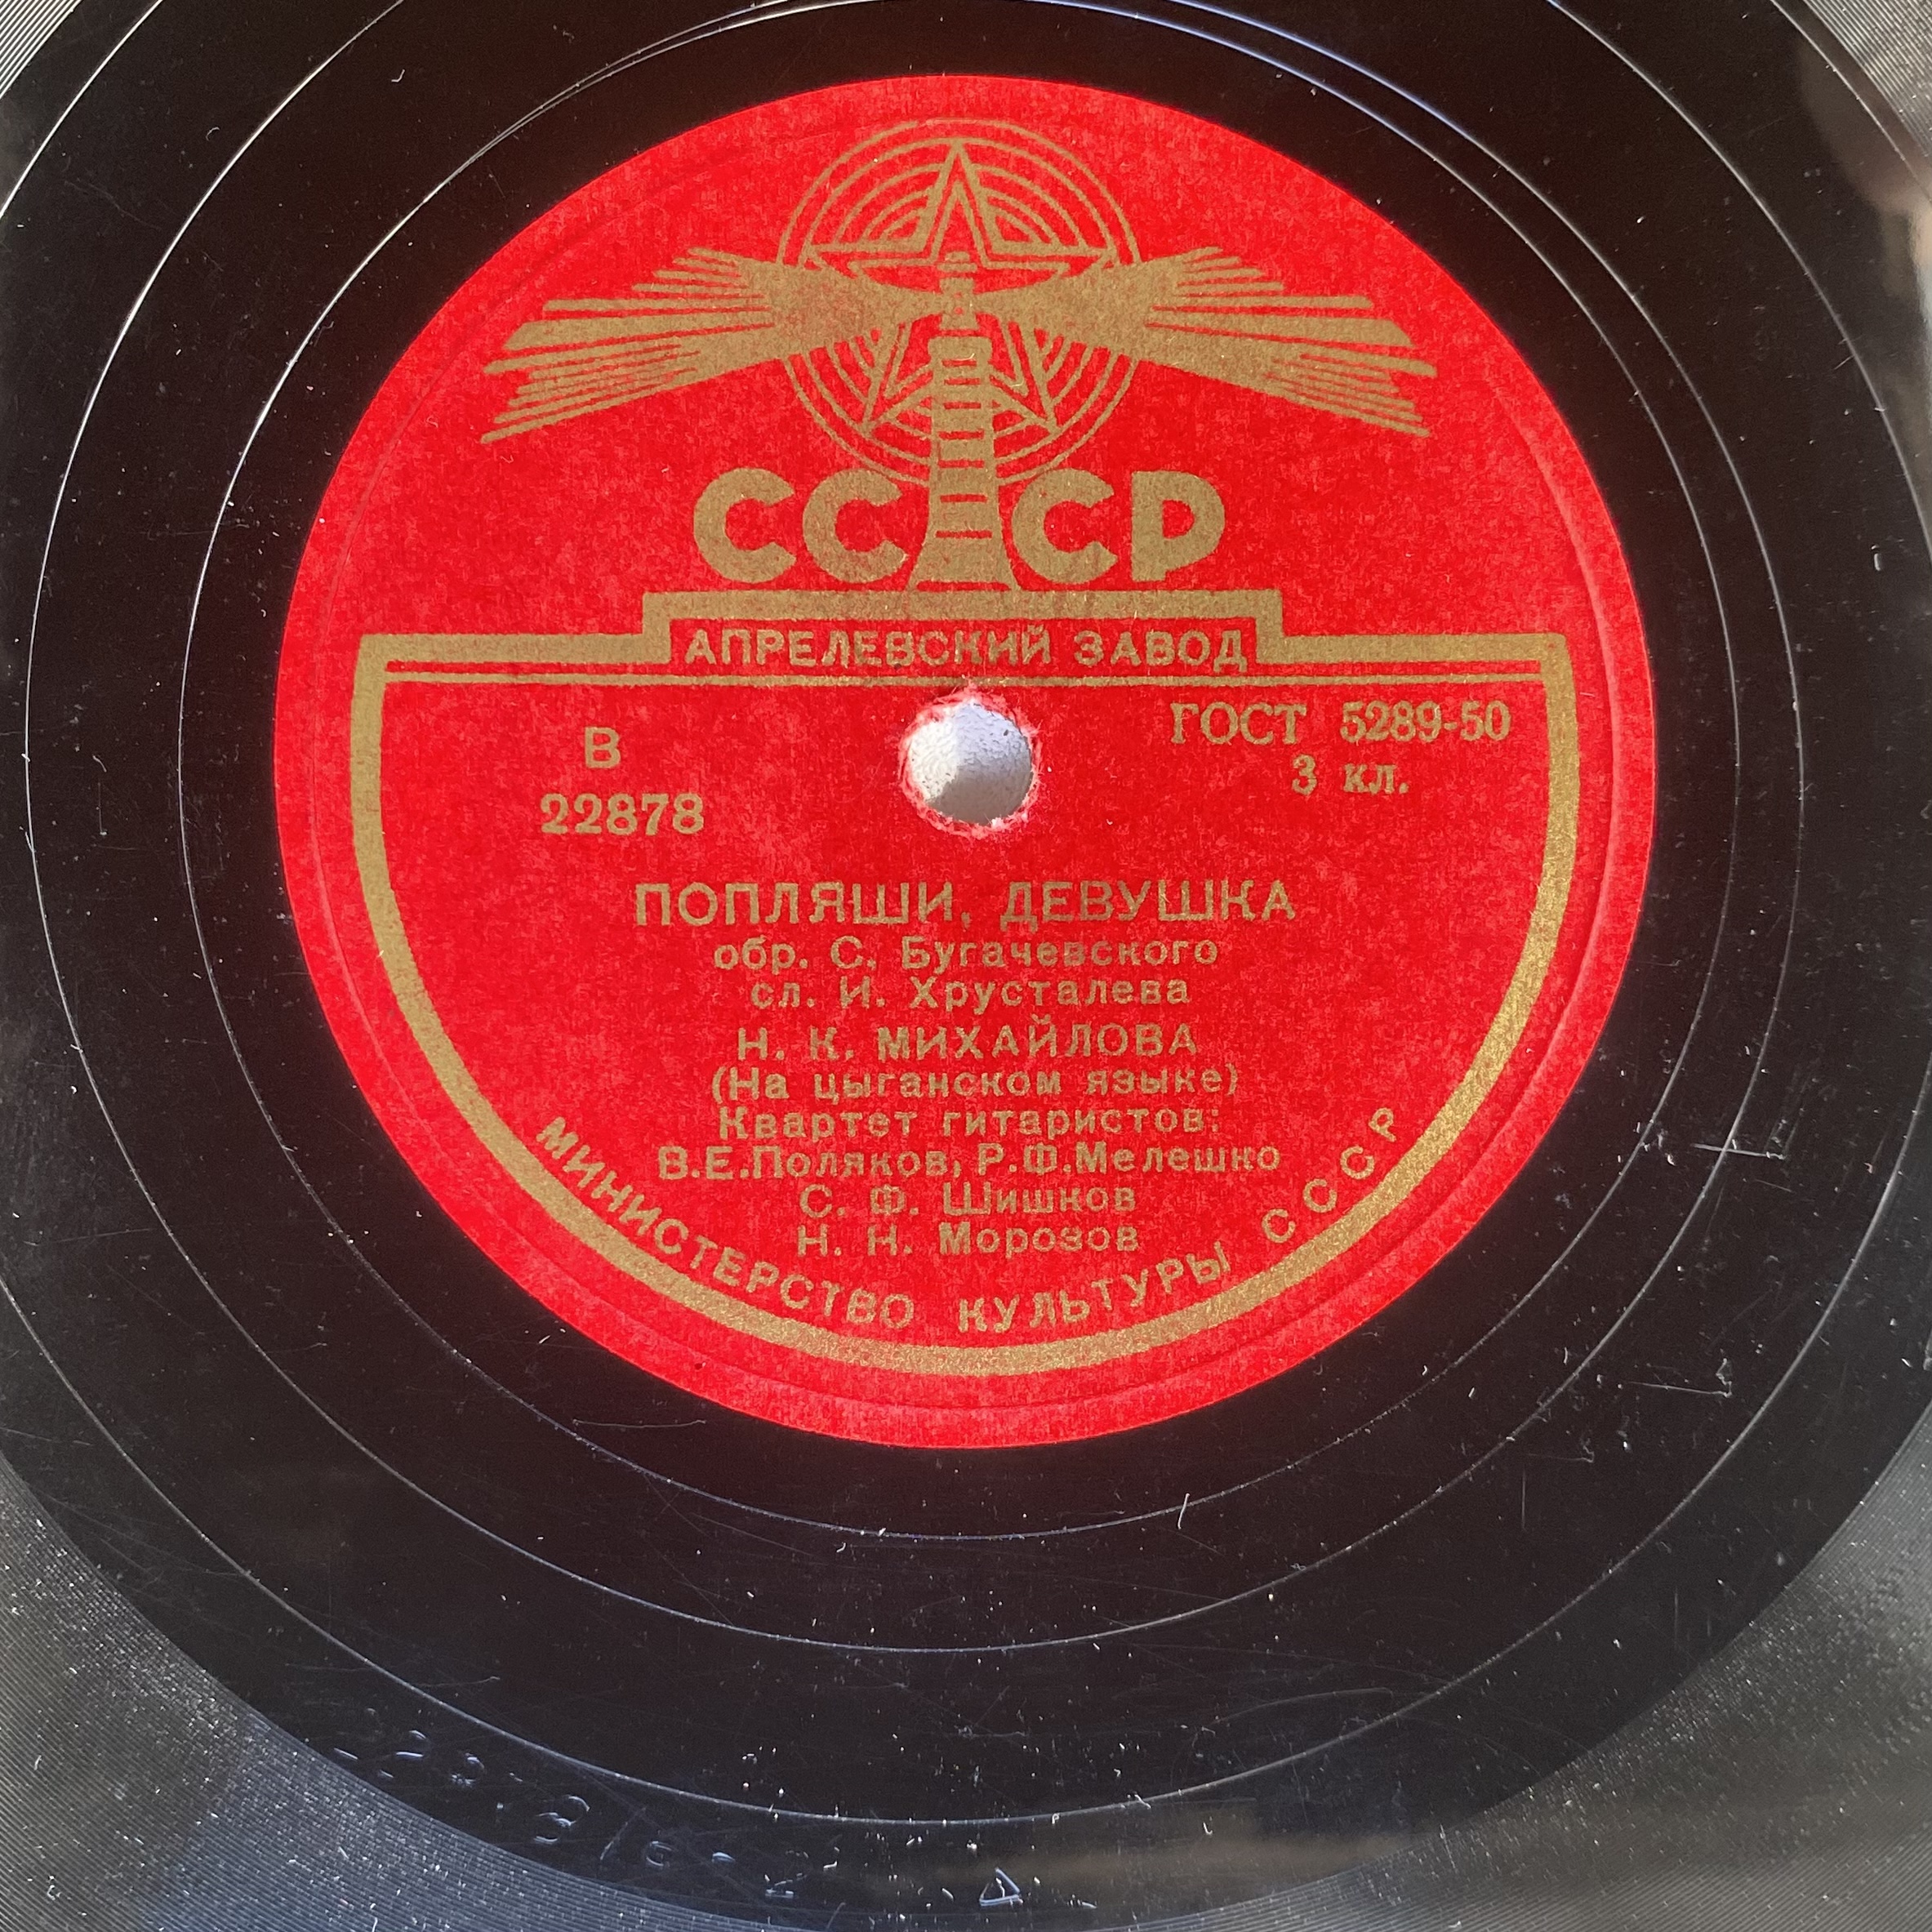 СССР
АПРЕЛЕВСКИЙ ЗАВОД
В
22878
ГОСТ 5289-50
3 кл.
ПОПЛЯШИ, ДЕВУШКА
обр. С. Бугачевского
сл. И. Хрусталева
Н. К. МИХАЙЛОВА
(На цыганском языке)
Квартет гитаристов:
В.Е.Поляков, Р.Ф.Мелешко
С. Ф. Шишков
Н. Н. Морозов
МИНИСТЕРСТВО КУЛЬТУРЫ СССР